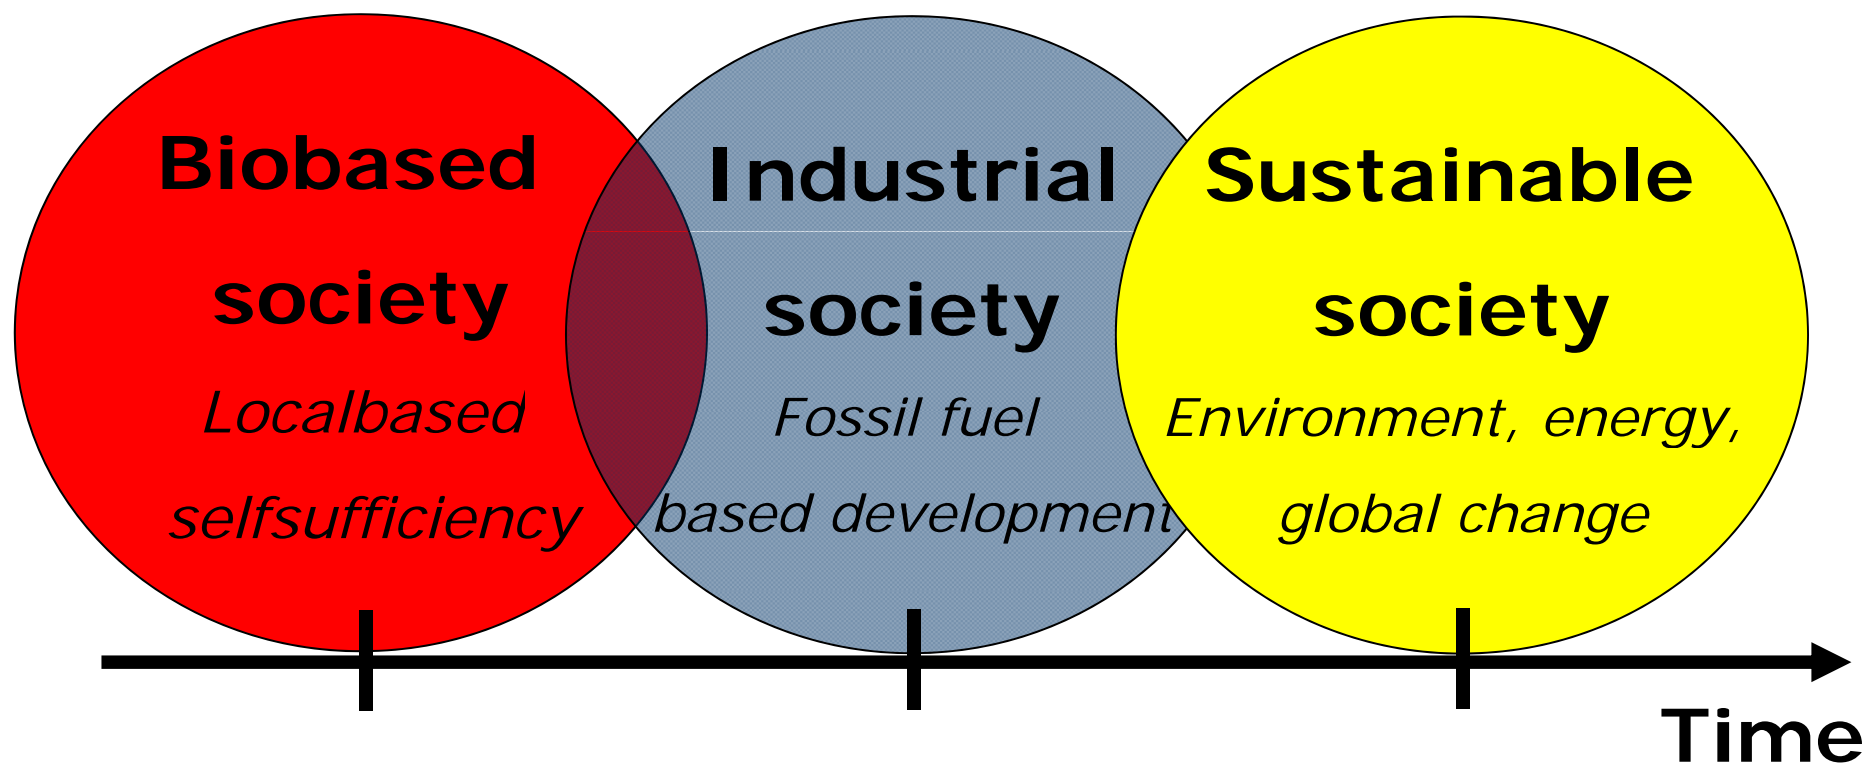 Biobased
society
Localbased
selfsufficiency
Industrial
society
Fossil fuel
based development
Sustainable
society
Environment, energy,
global change
Time